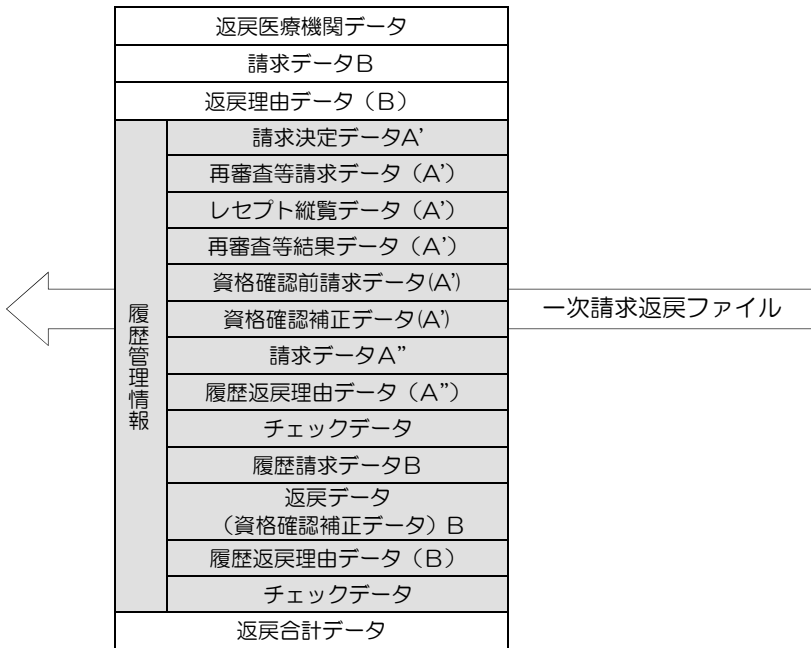 返戻医療機関データ
請求データB
返戻理由データ（B）
履歴管理情報
請求決定データA'
再審査等請求データ（A'）
レセプト縦覧データ（A'）
再審査等結果データ（A'）
資格確認前請求データ(A')
資格確認補正データ(A')
請求データA”
履歴返戻理由データ（A”）
チェックデータ
履歴請求データB
返戻データ
（資格確認補正データ）B
履歴返戻理由データ（B）
チェックデータ
返戻合計データ
一次請求返戻ファイル